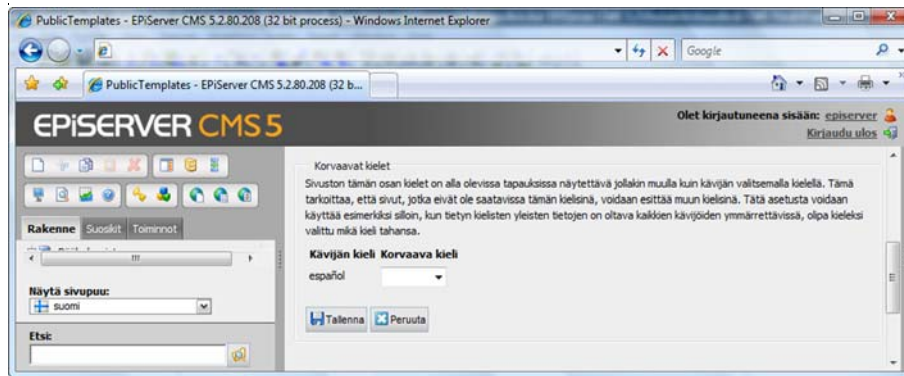 PublicTemplates - EPiServer CMS 5.2.80.208 (32 bit process) - Windows Internet Explorer
Google
PublicTemplates - EPiServer CMS 5.2.80.208 (32 b...
EPiSERVER CMS 5
Olet kirjautuneena sisään: episerver
Kirjaudu ulos
Rakenne Suosikit Toiminnot
Näytä sivupuu:
suomi
Etsi:
Korvaavat kielet
Sivuston tämän osan kielet on alla olevissa tapauksissa näytettävä jollakin muulla kuin kävijän valitsemalla kielellä. Tämä
tarkoittaa, että sivut, jotka eivät ole saatavissa tämän kielisinä, voidaan esittää muun kielisinä. Tätä asetusta voidaan
käyttää esimerkiksi silloin, kun tietyn kielisten yleisten tietojen on oltava kaikkien kävijöiden ymmärrettävissä, olipa kieleksi
valittu mikä kieli tahansa.
Kävijän kieli Korvaava kieli
español
Tallenna Peruuta